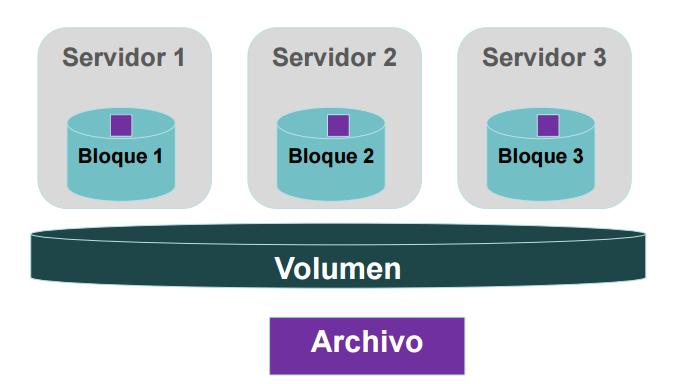 Servidor 1
Servidor 2
Servidor 3
Bloque 1
Bloque 2
Bloque 3
Volumen
Archivo